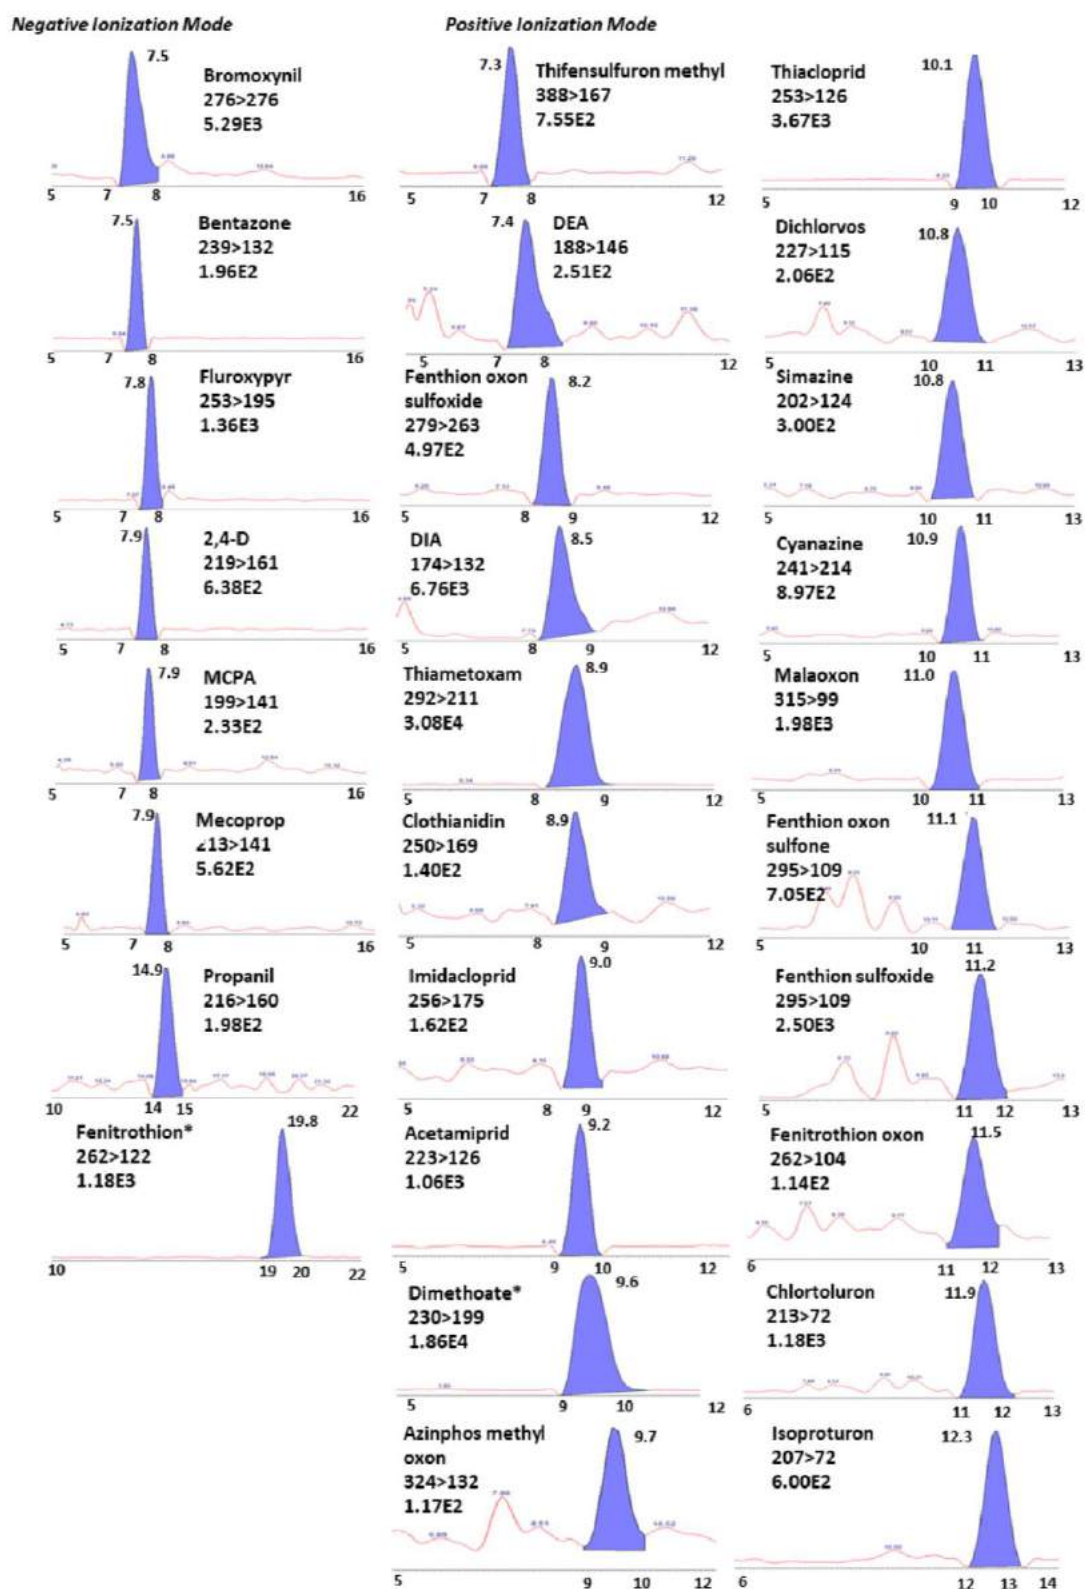 Negative Ionization Mode
7.5
Bromoxynil
276>276
5.29E3
5 7 8 16
7.5
Bentazone
239>132
1.96E2
5 7 8 16
7.8
Fluroxypyr
253>195
1.36E3
5 7 8 16
7.9
2,4-D
219>161
6.38E2
5 7 8 16
7.9
MCPA
199>141
2.33E2
5 7 8 16
7.9
Mecoprop
213>141
5.62E2
5 7 8 16
14.9
Propanil
216>160
1.98E2
10 14 15 22
Fenitrothion*
19.8
262>122
1.18E3
10 19 20 22
Positive Ionization Mode
7.3
Thifensulfuron methyl
388>167
7.55E2
5 7 8 12
7.4
DEA
188>146
2.51E2
5 7 8 12
Fenthion oxon
8.2
sulfoxide
279>263
4.97E2
5 8 9 12
DIA
8.5
174>132
6.76E3
5 8 9 12
Thiametoxam
8.9
292>211
3.08E4
5 8 9 12
Clothianidin
8.9
250>169
1.40E2
5 8 9 12
9.0
Imidacloprid
256>175
1.62E2
5 8 9 12
Acetamiprid
9.2
223>126
1.06E3
5 9 10 12
Dimethoate*
9.6
230>199
1.86E4
5 9 10 12
Azinphos methyl
9.7
oxon
324>132
1.17E2
5 9 10 12
Thiacloprid
10.1
253>126
3.67E3
5 9 10 12
Dichlorvos
10.8
227>115
2.06E2
5 10 11 13
Simazine
10.8
202>124
3.00E2
5 10 11 13
Cyanazine
10.9
241>214
8.97E2
5 10 11 13
Malaoxon
11.0
315>99
1.98E3
5 10 11 13
Fenthion oxon
11.1
sulfone
295>109
7.05E2
5 10 11 13
11.2
Fenthion sulfoxide
295>109
2.50E3
5 11 12 13
Fenitrothion oxon
11.5
262>104
1.14E2
6 11 12 13
Chlortoluron
11.9
213>72
1.18E3
6 11 12 13
Isoproturon
12.3
207>72
6.00E2
6 12 13 14